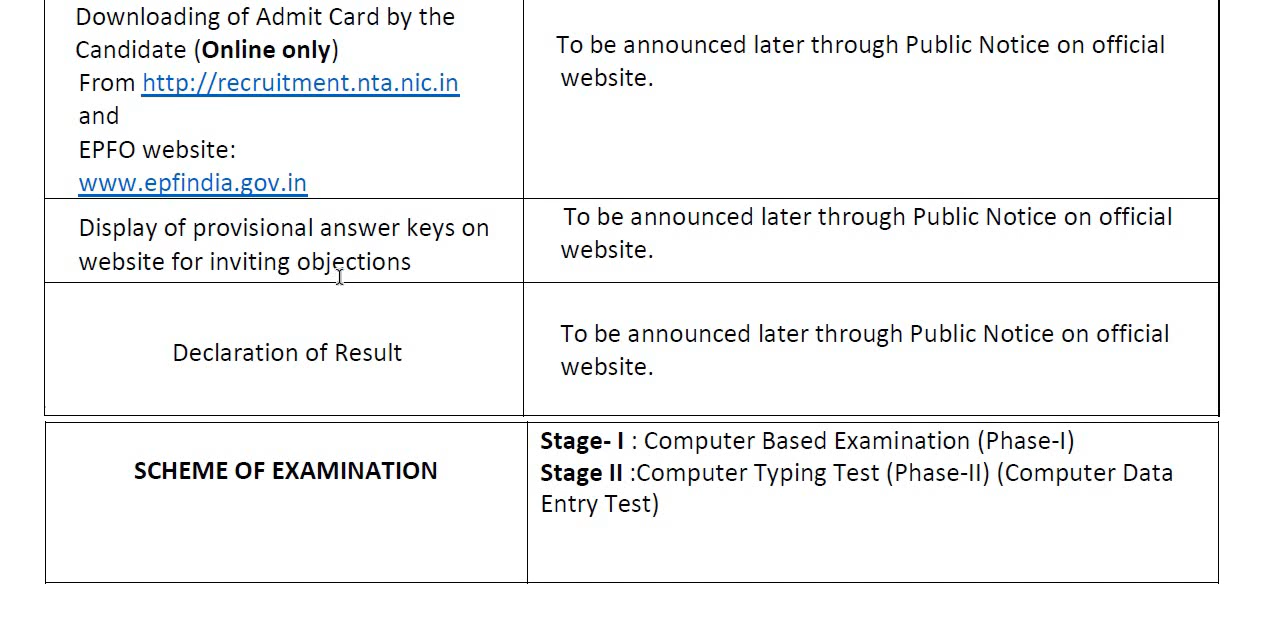 Downloading of Admit Card by the
Candidate (Online only)
From http://recruitment.nta.nic.in
and
EPFO website:
www.epfindia.gov.in
To be announced later through Public Notice on official
website.
Display of provisional answer keys on
website for inviting objections
To be announced later through Public Notice on official
website.
Declaration of Result
To be announced later through Public Notice on official
website.
SCHEME OF EXAMINATION
Stage- I : Computer Based Examination (Phase-I)
Stage II :Computer Typing Test (Phase-II) (Computer Data
Entry Test)